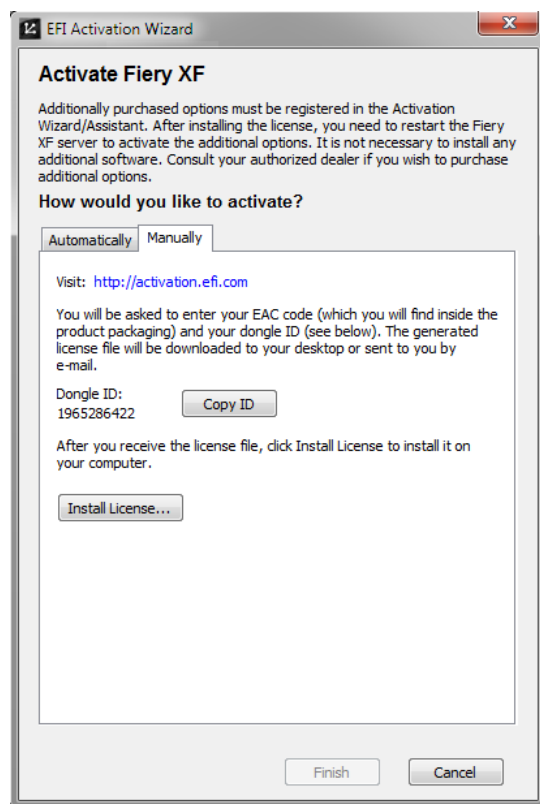 EFI Activation Wizard
Activate Fiery XF
Additionally purchased options must be registered in the Activation
Wizard/Assistant. After installing the license, you need to restart the Fiery
XF server to activate the additional options. It is not necessary to install any
additional software. Consult your authorized dealer if you wish to purchase
additional options.
How would you like to activate?
Automatically Manually
Visit: http://activation.efi.com
You will be asked to enter your EAC code (which you will find inside the
product packaging) and your dongle ID (see below). The generated
license file will be downloaded to your desktop or sent to you by
e-mail.
Dongle ID:
1965286422
Copy ID
After you receive the license file, click Install License to install it on
your computer.
Install License...
Finish Cancel